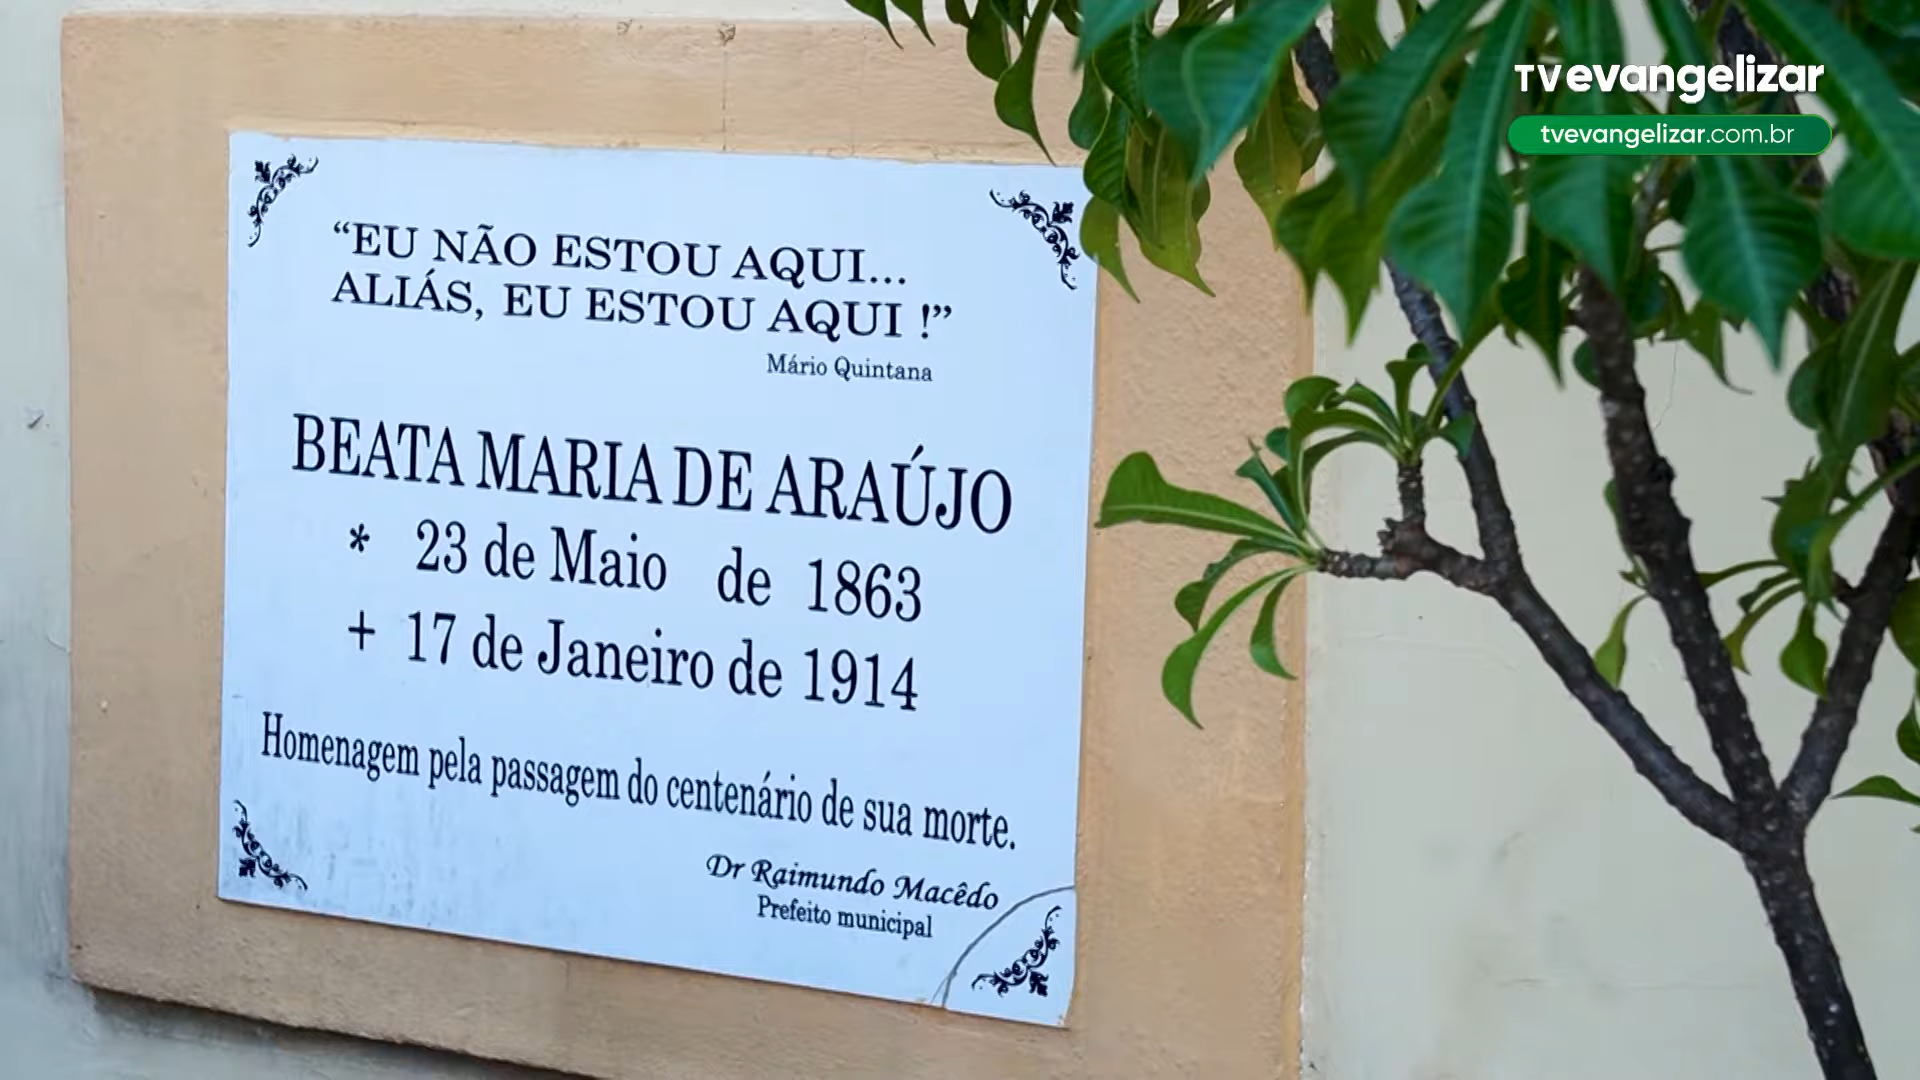 TV evangelizar
tvevangelizar.com.br
“EU NÃO ESTOU AQUI...
ALIÁS, EU ESTOU AQUI !”
Mário Quintana
BEATA MARIA DE ARAÚJO
* 23 de Maio de 1863
+ 17 de Janeiro de 1914
Homenagem pela passagem do centenário de sua morte.
Dr Raimundo Macêdo
Prefeito municipal